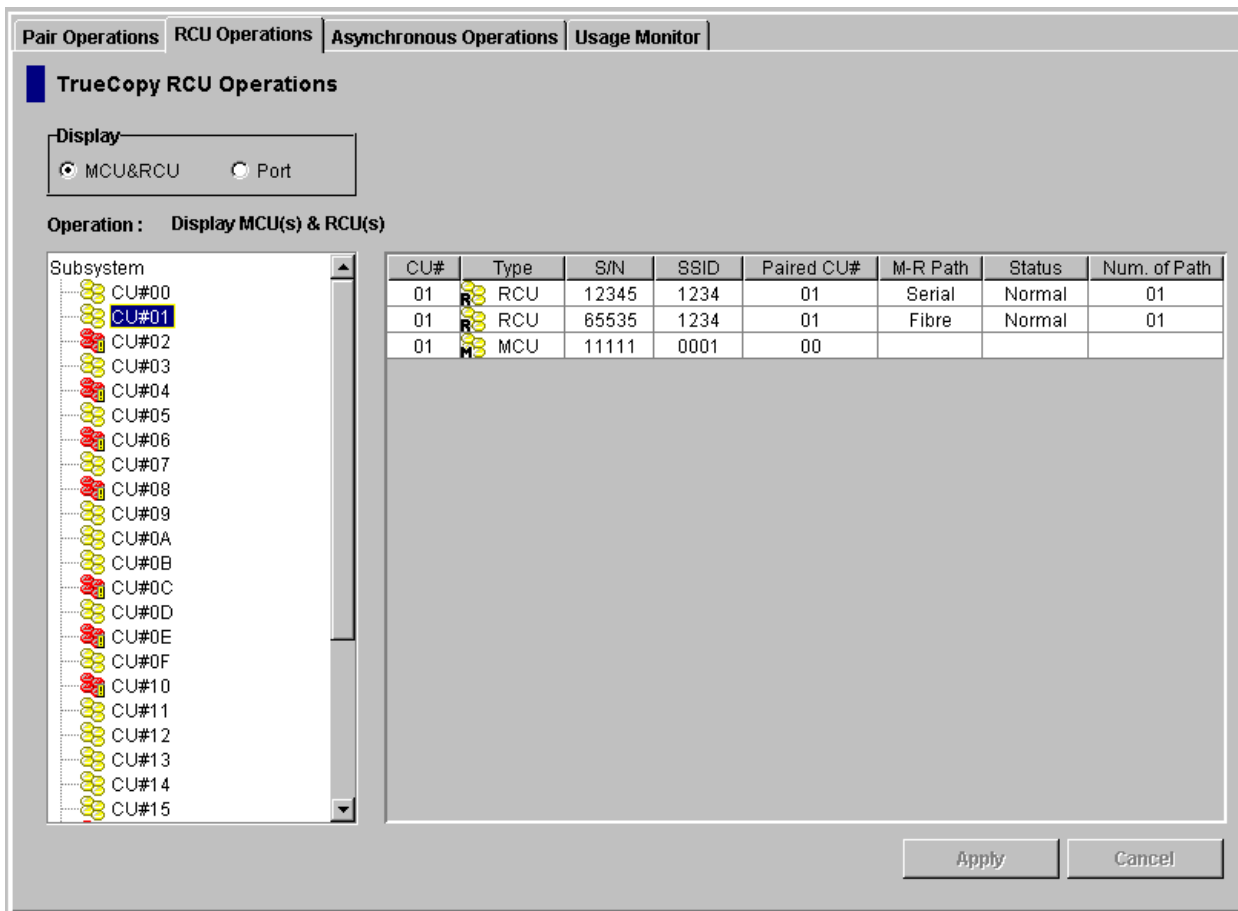 Pair Operations RCU Operations Asynchronous Operations Usage Monitor
TrueCopy RCU Operations
Display
MCU&RCU Port
Operation : Display MCU(s) & RCU(s)
Subsystem
CU#00
CU#01
CU#02
CU#03
CU#04
CU#05
CU#06
CU#07
CU#08
CU#09
CU#0A
CU#0B
CU#0C
CU#0D
CU#0E
CU#0F
CU#10
CU#11
CU#12
CU#13
CU#14
CU#15
CU# Type S/N SSID Paired CU# M-R Path Status Num. of Path
01 R RCU 12345 1234 01 Serial Normal 01
01 R RCU 65535 1234 01 Fibre Normal 01
01 M MCU 11111 0001 00
Apply Cancel